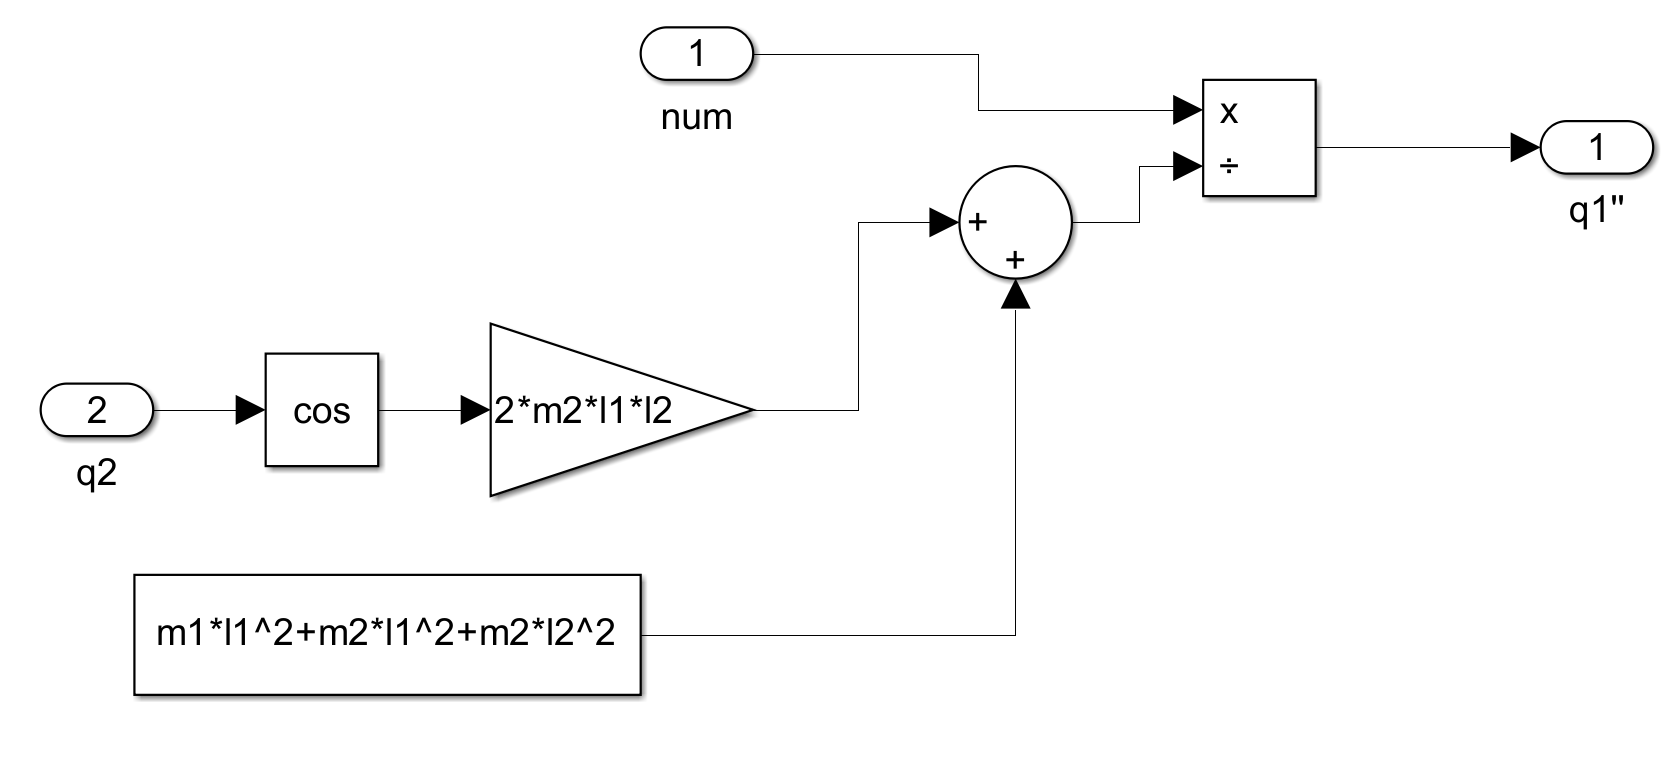 1
num
x
÷
1
q1"
+
+
2
q2
cos
2*m2*l1*l2
m1*l1^2+m2*l1^2+m2*l2^2